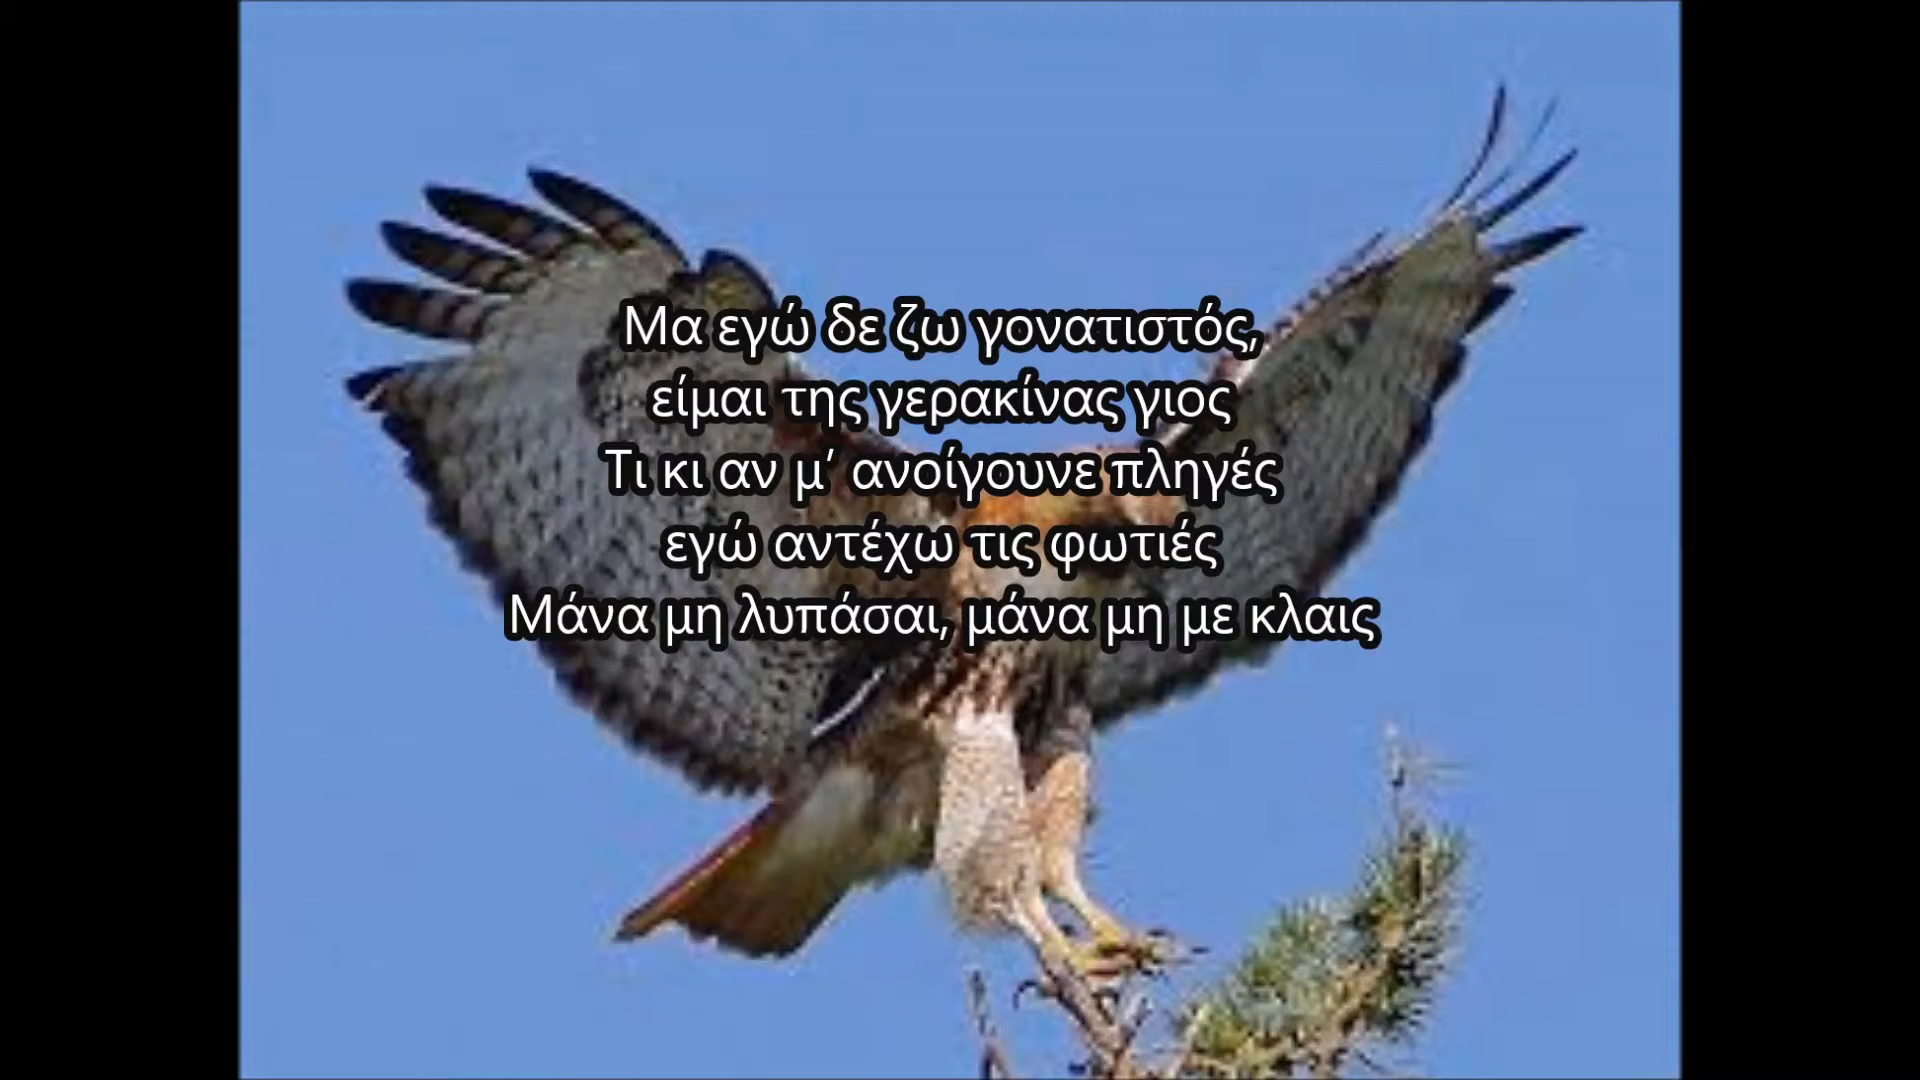 Μα εγώ δε ζω γονατιστός,
είμαι της γερακίνας γιος
Τι κι αν μ’ ανοίγουνε πληγές
εγώ αντέχω τις φωτιές
Μάνα μη λυπάσαι, μάνα μη με κλαις